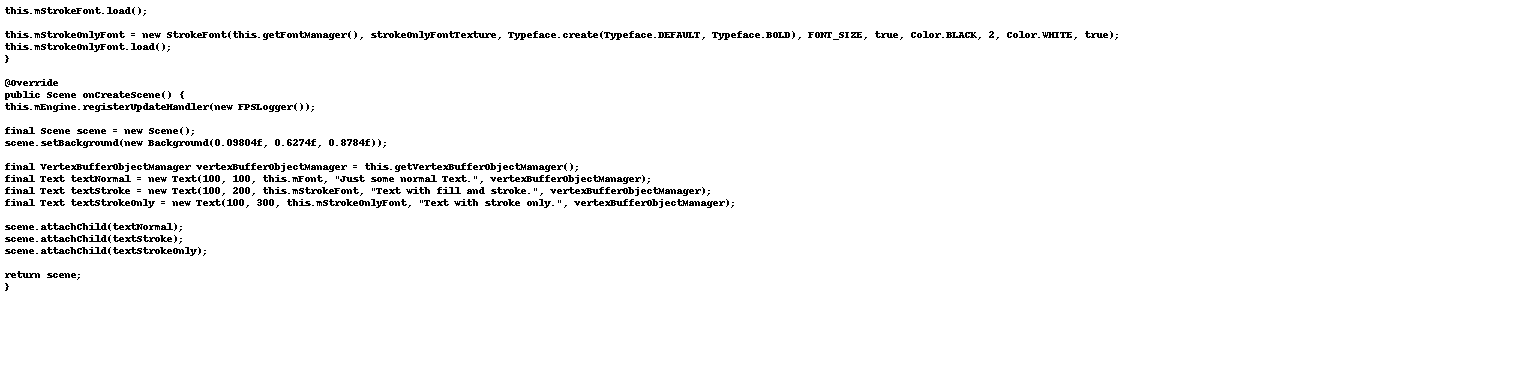 this.mStrokeFont.load();
this.mStrokeOnlyFont = new StrokeFont(this.getFontManager(), strokeOnlyFontTexture, Typeface.create(Typeface.DEFAULT, Typeface.BOLD), FONT_SIZE, true, Color.BLACK, 2, Color.WHITE, true);
this.mStrokeOnlyFont.load();
}
@Override
public Scene onCreateScene() {
this.mEngine.registerUpdateHandler(new FPSLogger());
final Scene scene = new Scene();
scene.setBackground(new Background(0.09804f, 0.6274f, 0.8784f));
final VertexBufferObjectManager vertexBufferObjectManager = this.getVertexBufferObjectManager();
final Text textNormal = new Text(100, 100, this.mFont, "Just some normal Text.", vertexBufferObjectManager);
final Text textStroke = new Text(100, 200, this.mStrokeFont, "Text with fill and stroke.", vertexBufferObjectManager);
final Text textStrokeOnly = new Text(100, 300, this.mStrokeOnlyFont, "Text with stroke only.", vertexBufferObjectManager);
scene.attachChild(textNormal);
scene.attachChild(textStroke);
scene.attachChild(textStrokeOnly);
return scene;
}